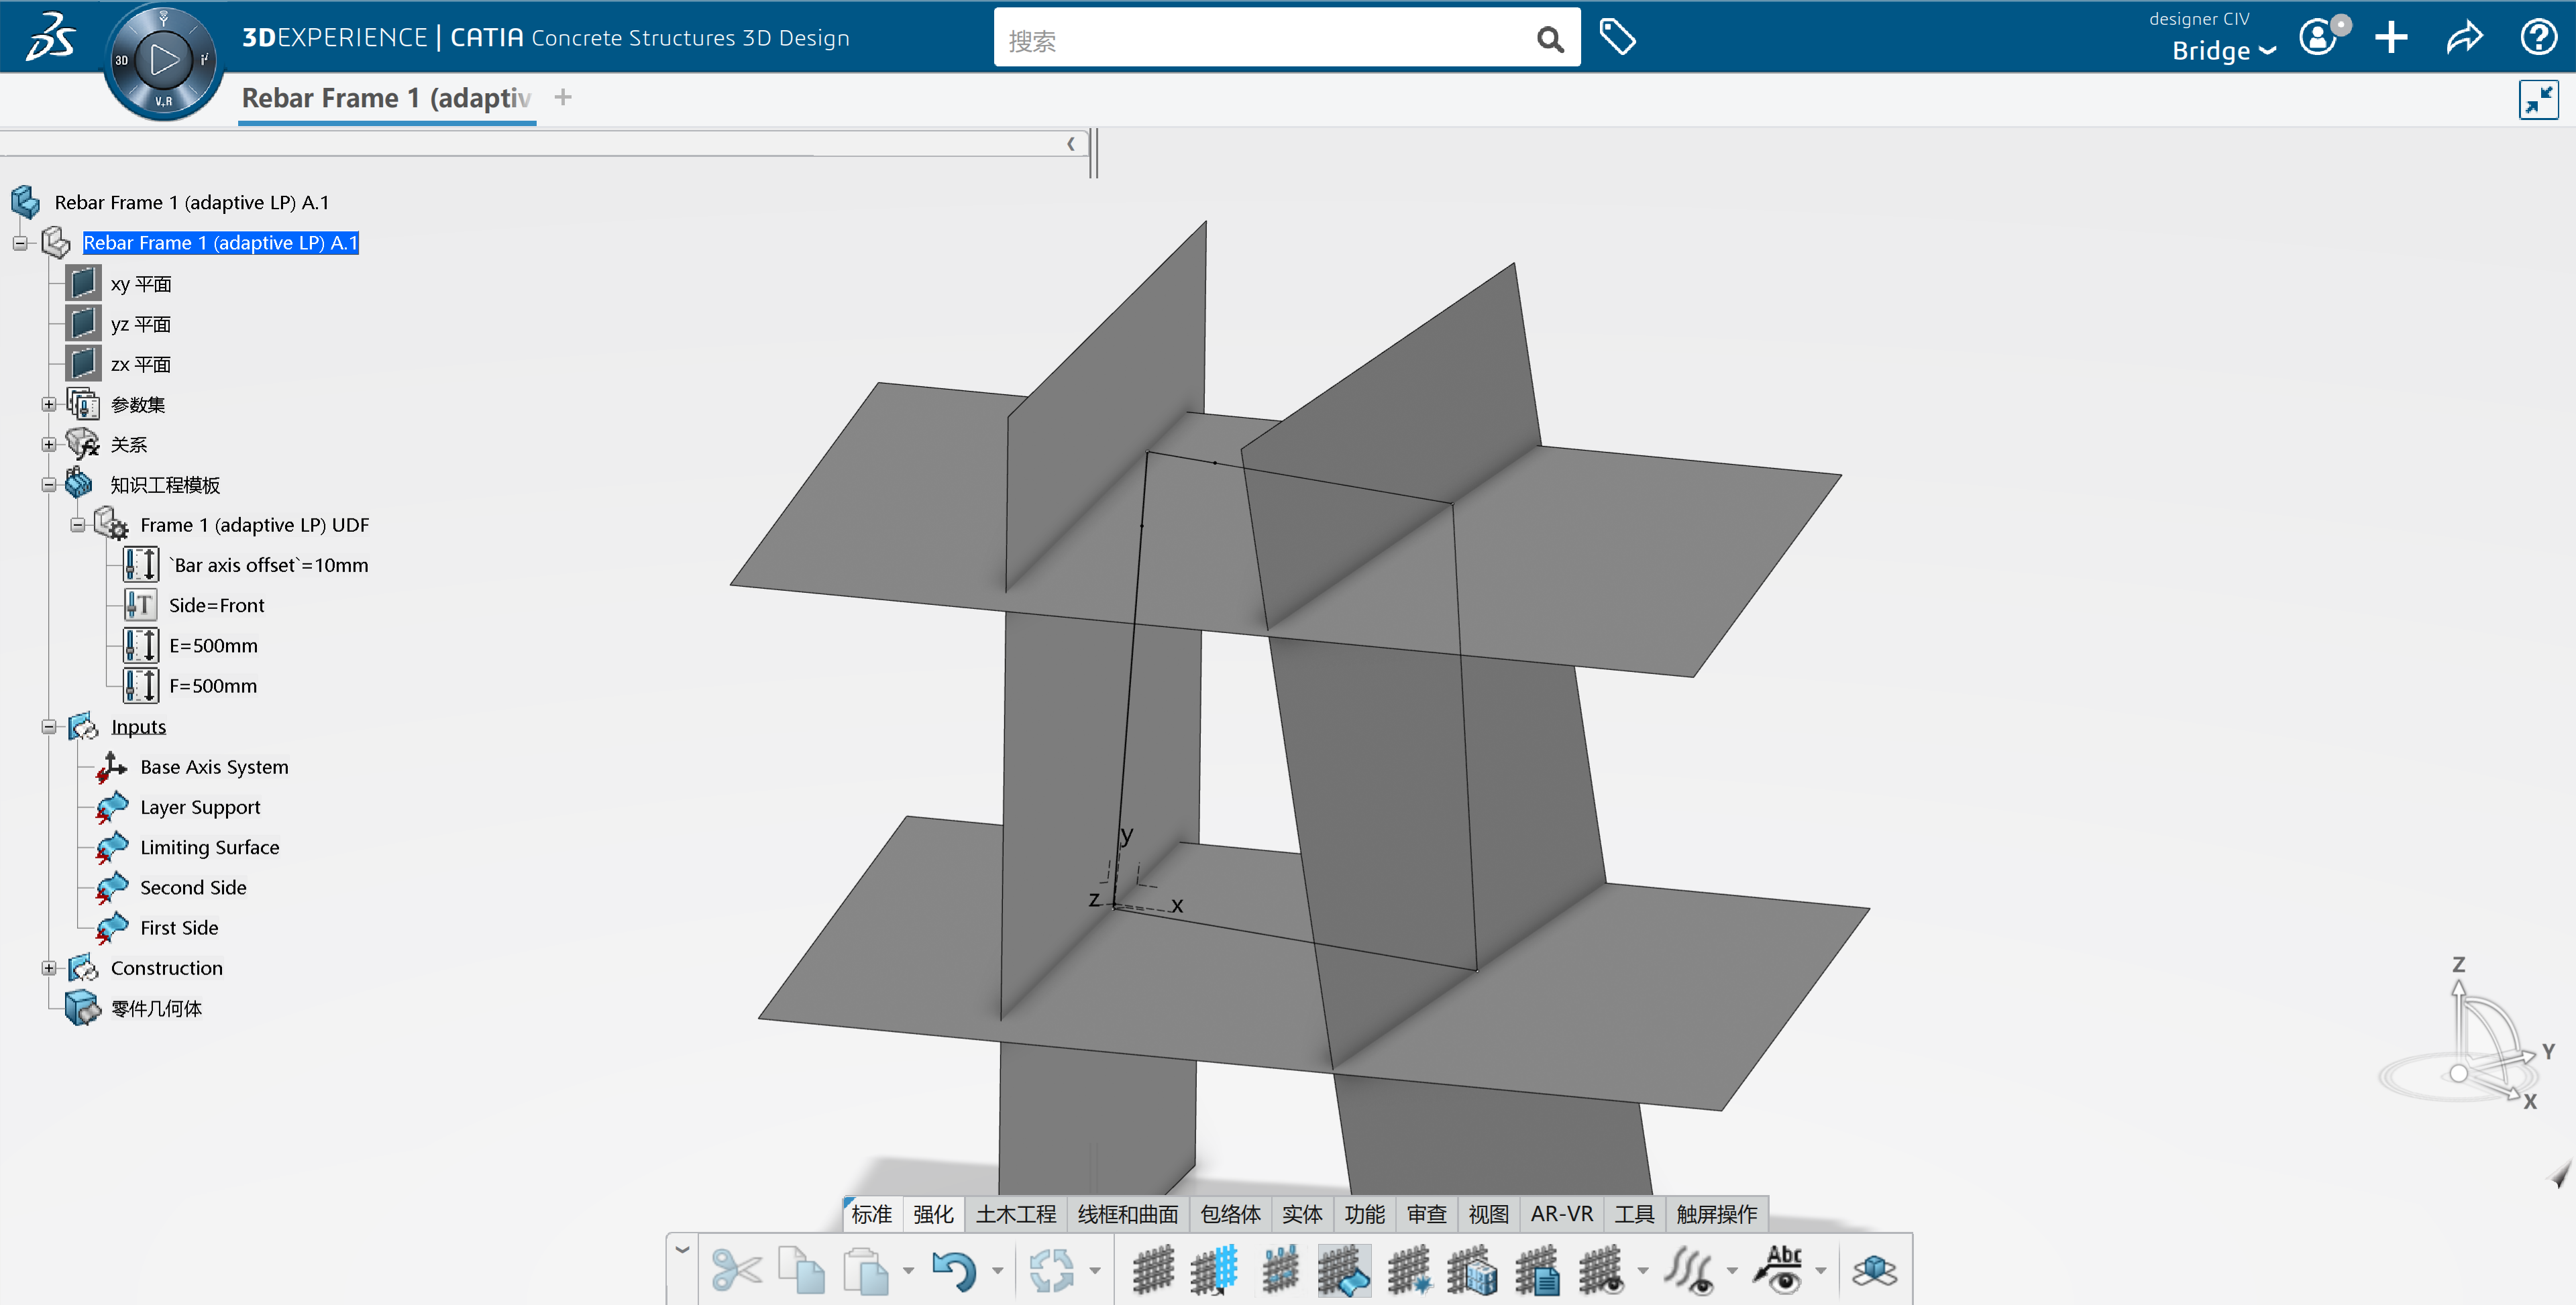 3DEXPERIENCE | CATIA Concrete Structures 3D Design
搜索
designer CIV
Bridge
3D
V,R
Rebar Frame 1 (adaptiv
Rebar Frame 1 (adaptive LP) A.1
Rebar Frame 1 (adaptive LP) A.1
xy 平面
yz 平面
zx 平面
参数集
关系
知识工程模板
Frame 1 (adaptive LP) UDF
`Bar axis offset`=10mm
Side=Front
E=500mm
F=500mm
Inputs
Base Axis System
Layer Support
Limiting Surface
Second Side
First Side
Construction
零件几何体
y
z
x
Z
Y
X
标准 强化 土木工程 线框和曲面 包络体 实体 功能 审查 视图 AR-VR 工具 触屏操作
Abc